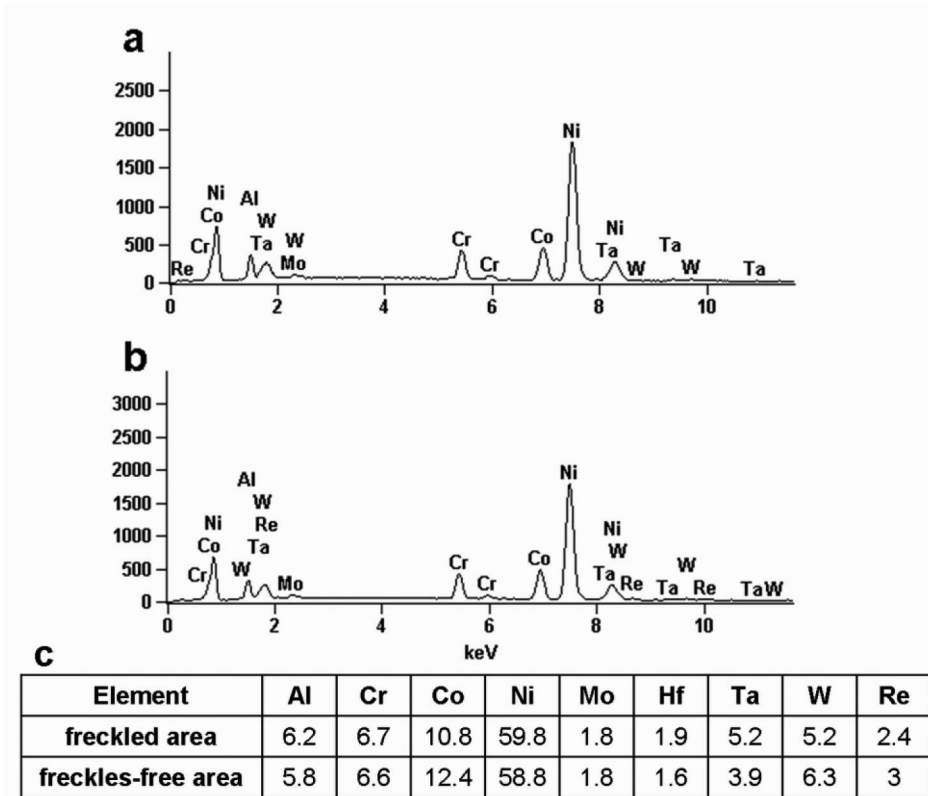 a
2500
2000
1500
1000
500
0
Ni
Ni
Al
Co
W
Cr
Ta
W
Re
Mo
Cr
Cr
Co
Ni
Ta
W
Ta
W
Ta
0 2 4 6 8 10
b
3000
2500
2000
1500
1000
500
0
Ni
Al
W
Ni
Re
Co
Ta
Cr
W
Mo
Cr
Cr
Co
Ni
W
Ta
Re
W
Ta
Re
Ta W
0 2 4 6 8 10
keV
c
Element Al Cr Co Ni Mo Hf Ta W Re
freckled area 6.2 6.7 10.8 59.8 1.8 1.9 5.2 5.2 2.4
freckles-free area 5.8 6.6 12.4 58.8 1.8 1.6 3.9 6.3 3